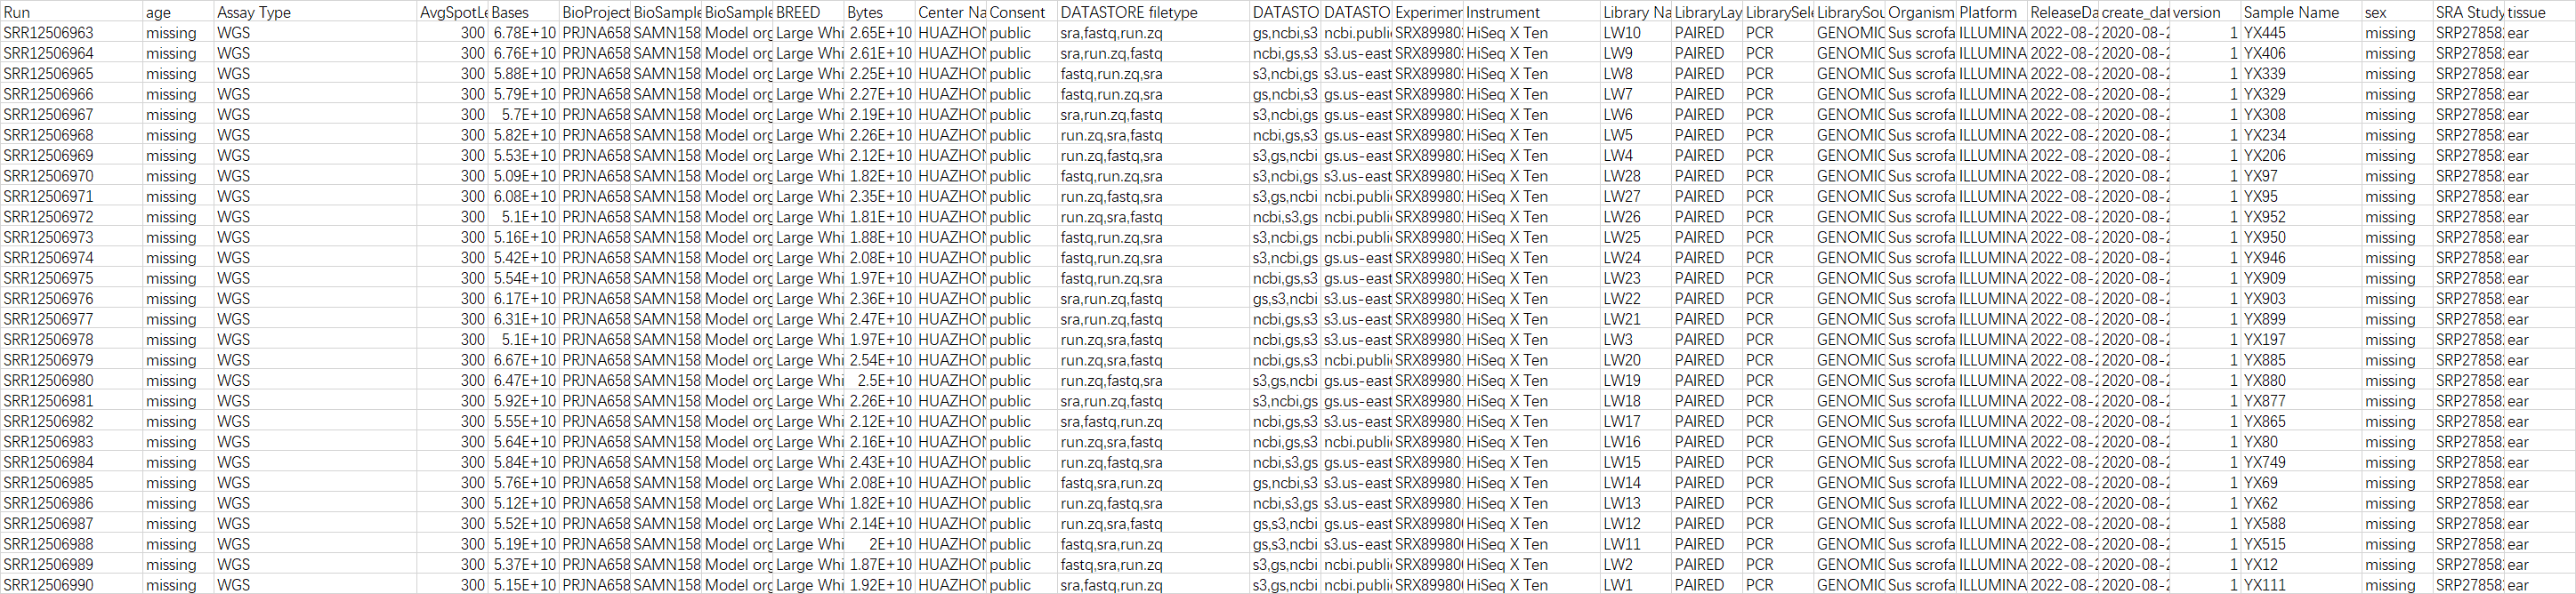 Run age Assay Type AvgSpotLe Bases BioProject BioSample BioSample BREED Bytes Center Na Consent DATASTORE filetype DATASTO DATASTO Experimer Instrument Library Na LibraryLay LibrarySele LibrarySou Organism Platform ReleaseDa create_dat version Sample Name sex SRA Study tissue
SRR12506963 missing WGS 300 6.78E+10 PRJNA658 SAMN158 Model org Large Whi 2.65E+10 HUAZHON public sra,fastq,run.zq gs,ncbi,s3 ncbi.public SRX89980 HiSeq X Ten LW10 PAIRED PCR GENOMIC Sus scrofa ILLUMINA 2022-08-2 2020-08-2 1 YX445 missing SRP27858 ear
SRR12506964 missing WGS 300 6.76E+10 PRJNA658 SAMN158 Model org Large Whi 2.61E+10 HUAZHON public sra,run.zq,fastq ncbi,gs,s3 s3.us-east SRX89980 HiSeq X Ten LW9 PAIRED PCR GENOMIC Sus scrofa ILLUMINA 2022-08-2 2020-08-2 1 YX406 missing SRP27858 ear
SRR12506965 missing WGS 300 5.88E+10 PRJNA658 SAMN158 Model org Large Whi 2.25E+10 HUAZHON public fastq,run.zq,sra s3,ncbi,gs s3.us-east SRX89980 HiSeq X Ten LW8 PAIRED PCR GENOMIC Sus scrofa ILLUMINA 2022-08-2 2020-08-2 1 YX339 missing SRP27858 ear
SRR12506966 missing WGS 300 5.79E+10 PRJNA658 SAMN158 Model org Large Whi 2.27E+10 HUAZHON public fastq,run.zq,sra gs,ncbi,s3 gs.us-east SRX89980 HiSeq X Ten LW7 PAIRED PCR GENOMIC Sus scrofa ILLUMINA 2022-08-2 2020-08-2 1 YX329 missing SRP27858 ear
SRR12506967 missing WGS 300 5.7E+10 PRJNA658 SAMN158 Model org Large Whi 2.19E+10 HUAZHON public sra,run.zq,fastq s3,ncbi,gs gs.us-east SRX89980 HiSeq X Ten LW6 PAIRED PCR GENOMIC Sus scrofa ILLUMINA 2022-08-2 2020-08-2 1 YX308 missing SRP27858 ear
SRR12506968 missing WGS 300 5.82E+10 PRJNA658 SAMN158 Model org Large Whi 2.26E+10 HUAZHON public run.zq,sra,fastq ncbi,gs,s3 gs.us-east SRX89980 HiSeq X Ten LW5 PAIRED PCR GENOMIC Sus scrofa ILLUMINA 2022-08-2 2020-08-2 1 YX234 missing SRP27858 ear
SRR12506969 missing WGS 300 5.53E+10 PRJNA658 SAMN158 Model org Large Whi 2.12E+10 HUAZHON public run.zq,fastq,sra s3,gs,ncbi gs.us-east SRX89980 HiSeq X Ten LW4 PAIRED PCR GENOMIC Sus scrofa ILLUMINA 2022-08-2 2020-08-2 1 YX206 missing SRP27858 ear
SRR12506970 missing WGS 300 5.09E+10 PRJNA658 SAMN158 Model org Large Whi 1.82E+10 HUAZHON public fastq,run.zq,sra s3,ncbi,gs s3.us-east SRX89980 HiSeq X Ten LW28 PAIRED PCR GENOMIC Sus scrofa ILLUMINA 2022-08-2 2020-08-2 1 YX97 missing SRP27858 ear
SRR12506971 missing WGS 300 6.08E+10 PRJNA658 SAMN158 Model org Large Whi 2.35E+10 HUAZHON public run.zq,fastq,sra s3,gs,ncbi ncbi.public SRX89980 HiSeq X Ten LW27 PAIRED PCR GENOMIC Sus scrofa ILLUMINA 2022-08-2 2020-08-2 1 YX95 missing SRP27858 ear
SRR12506972 missing WGS 300 5.1E+10 PRJNA658 SAMN158 Model org Large Whi 1.81E+10 HUAZHON public run.zq,sra,fastq ncbi,s3,gs ncbi.public SRX89980 HiSeq X Ten LW26 PAIRED PCR GENOMIC Sus scrofa ILLUMINA 2022-08-2 2020-08-2 1 YX952 missing SRP27858 ear
SRR12506973 missing WGS 300 5.16E+10 PRJNA658 SAMN158 Model org Large Whi 1.88E+10 HUAZHON public fastq,run.zq,sra s3,ncbi,gs ncbi.public SRX89980 HiSeq X Ten LW25 PAIRED PCR GENOMIC Sus scrofa ILLUMINA 2022-08-2 2020-08-2 1 YX950 missing SRP27858 ear
SRR12506974 missing WGS 300 5.42E+10 PRJNA658 SAMN158 Model org Large Whi 2.08E+10 HUAZHON public fastq,run.zq,sra s3,ncbi,gs s3.us-east SRX89980 HiSeq X Ten LW24 PAIRED PCR GENOMIC Sus scrofa ILLUMINA 2022-08-2 2020-08-2 1 YX946 missing SRP27858 ear
SRR12506975 missing WGS 300 5.54E+10 PRJNA658 SAMN158 Model org Large Whi 1.97E+10 HUAZHON public fastq,run.zq,sra ncbi,gs,s3 gs.us-east SRX89980 HiSeq X Ten LW23 PAIRED PCR GENOMIC Sus scrofa ILLUMINA 2022-08-2 2020-08-2 1 YX909 missing SRP27858 ear
SRR12506976 missing WGS 300 6.17E+10 PRJNA658 SAMN158 Model org Large Whi 2.36E+10 HUAZHON public sra,run.zq,fastq gs,s3,ncbi s3.us-east SRX89980 HiSeq X Ten LW22 PAIRED PCR GENOMIC Sus scrofa ILLUMINA 2022-08-2 2020-08-2 1 YX903 missing SRP27858 ear
SRR12506977 missing WGS 300 6.31E+10 PRJNA658 SAMN158 Model org Large Whi 2.47E+10 HUAZHON public sra,run.zq,fastq ncbi,gs,s3 s3.us-east SRX89980 HiSeq X Ten LW21 PAIRED PCR GENOMIC Sus scrofa ILLUMINA 2022-08-2 2020-08-2 1 YX899 missing SRP27858 ear
SRR12506978 missing WGS 300 5.1E+10 PRJNA658 SAMN158 Model org Large Whi 1.97E+10 HUAZHON public run.zq,sra,fastq ncbi,gs,s3 s3.us-east SRX89980 HiSeq X Ten LW3 PAIRED PCR GENOMIC Sus scrofa ILLUMINA 2022-08-2 2020-08-2 1 YX197 missing SRP27858 ear
SRR12506979 missing WGS 300 6.67E+10 PRJNA658 SAMN158 Model org Large Whi 2.54E+10 HUAZHON public run.zq,sra,fastq ncbi,gs,s3 ncbi.public SRX89980 HiSeq X Ten LW20 PAIRED PCR GENOMIC Sus scrofa ILLUMINA 2022-08-2 2020-08-2 1 YX885 missing SRP27858 ear
SRR12506980 missing WGS 300 6.47E+10 PRJNA658 SAMN158 Model org Large Whi 2.5E+10 HUAZHON public run.zq,fastq,sra s3,gs,ncbi gs.us-east SRX89980 HiSeq X Ten LW19 PAIRED PCR GENOMIC Sus scrofa ILLUMINA 2022-08-2 2020-08-2 1 YX880 missing SRP27858 ear
SRR12506981 missing WGS 300 5.92E+10 PRJNA658 SAMN158 Model org Large Whi 2.26E+10 HUAZHON public sra,run.zq,fastq s3,ncbi,gs s3.us-east SRX89980 HiSeq X Ten LW18 PAIRED PCR GENOMIC Sus scrofa ILLUMINA 2022-08-2 2020-08-2 1 YX877 missing SRP27858 ear
SRR12506982 missing WGS 300 5.55E+10 PRJNA658 SAMN158 Model org Large Whi 2.12E+10 HUAZHON public sra,fastq,run.zq ncbi,gs,s3 s3.us-east SRX89980 HiSeq X Ten LW17 PAIRED PCR GENOMIC Sus scrofa ILLUMINA 2022-08-2 2020-08-2 1 YX865 missing SRP27858 ear
SRR12506983 missing WGS 300 5.64E+10 PRJNA658 SAMN158 Model org Large Whi 2.16E+10 HUAZHON public run.zq,sra,fastq ncbi,gs,s3 ncbi.public SRX89980 HiSeq X Ten LW16 PAIRED PCR GENOMIC Sus scrofa ILLUMINA 2022-08-2 2020-08-2 1 YX80 missing SRP27858 ear
SRR12506984 missing WGS 300 5.84E+10 PRJNA658 SAMN158 Model org Large Whi 2.43E+10 HUAZHON public run.zq,fastq,sra ncbi,s3,gs gs.us-east SRX89980 HiSeq X Ten LW15 PAIRED PCR GENOMIC Sus scrofa ILLUMINA 2022-08-2 2020-08-2 1 YX749 missing SRP27858 ear
SRR12506985 missing WGS 300 5.76E+10 PRJNA658 SAMN158 Model org Large Whi 2.08E+10 HUAZHON public fastq,sra,run.zq gs,ncbi,s3 s3.us-east SRX89980 HiSeq X Ten LW14 PAIRED PCR GENOMIC Sus scrofa ILLUMINA 2022-08-2 2020-08-2 1 YX69 missing SRP27858 ear
SRR12506986 missing WGS 300 5.12E+10 PRJNA658 SAMN158 Model org Large Whi 1.82E+10 HUAZHON public run.zq,fastq,sra ncbi,s3,gs s3.us-east SRX89980 HiSeq X Ten LW13 PAIRED PCR GENOMIC Sus scrofa ILLUMINA 2022-08-2 2020-08-2 1 YX62 missing SRP27858 ear
SRR12506987 missing WGS 300 5.52E+10 PRJNA658 SAMN158 Model org Large Whi 2.14E+10 HUAZHON public run.zq,sra,fastq gs,s3,ncbi gs.us-east SRX89980 HiSeq X Ten LW12 PAIRED PCR GENOMIC Sus scrofa ILLUMINA 2022-08-2 2020-08-2 1 YX588 missing SRP27858 ear
SRR12506988 missing WGS 300 5.19E+10 PRJNA658 SAMN158 Model org Large Whi 2E+10 HUAZHON public fastq,sra,run.zq gs,s3,ncbi s3.us-east SRX89980 HiSeq X Ten LW11 PAIRED PCR GENOMIC Sus scrofa ILLUMINA 2022-08-2 2020-08-2 1 YX515 missing SRP27858 ear
SRR12506989 missing WGS 300 5.37E+10 PRJNA658 SAMN158 Model org Large Whi 1.87E+10 HUAZHON public fastq,sra,run.zq s3,gs,ncbi ncbi.public SRX89980 HiSeq X Ten LW2 PAIRED PCR GENOMIC Sus scrofa ILLUMINA 2022-08-2 2020-08-2 1 YX12 missing SRP27858 ear
SRR12506990 missing WGS 300 5.15E+10 PRJNA658 SAMN158 Model org Large Whi 1.92E+10 HUAZHON public sra,fastq,run.zq s3,gs,ncbi ncbi.public SRX89980 HiSeq X Ten LW1 PAIRED PCR GENOMIC Sus scrofa ILLUMINA 2022-08-2 2020-08-2 1 YX111 missing SRP27858 ear